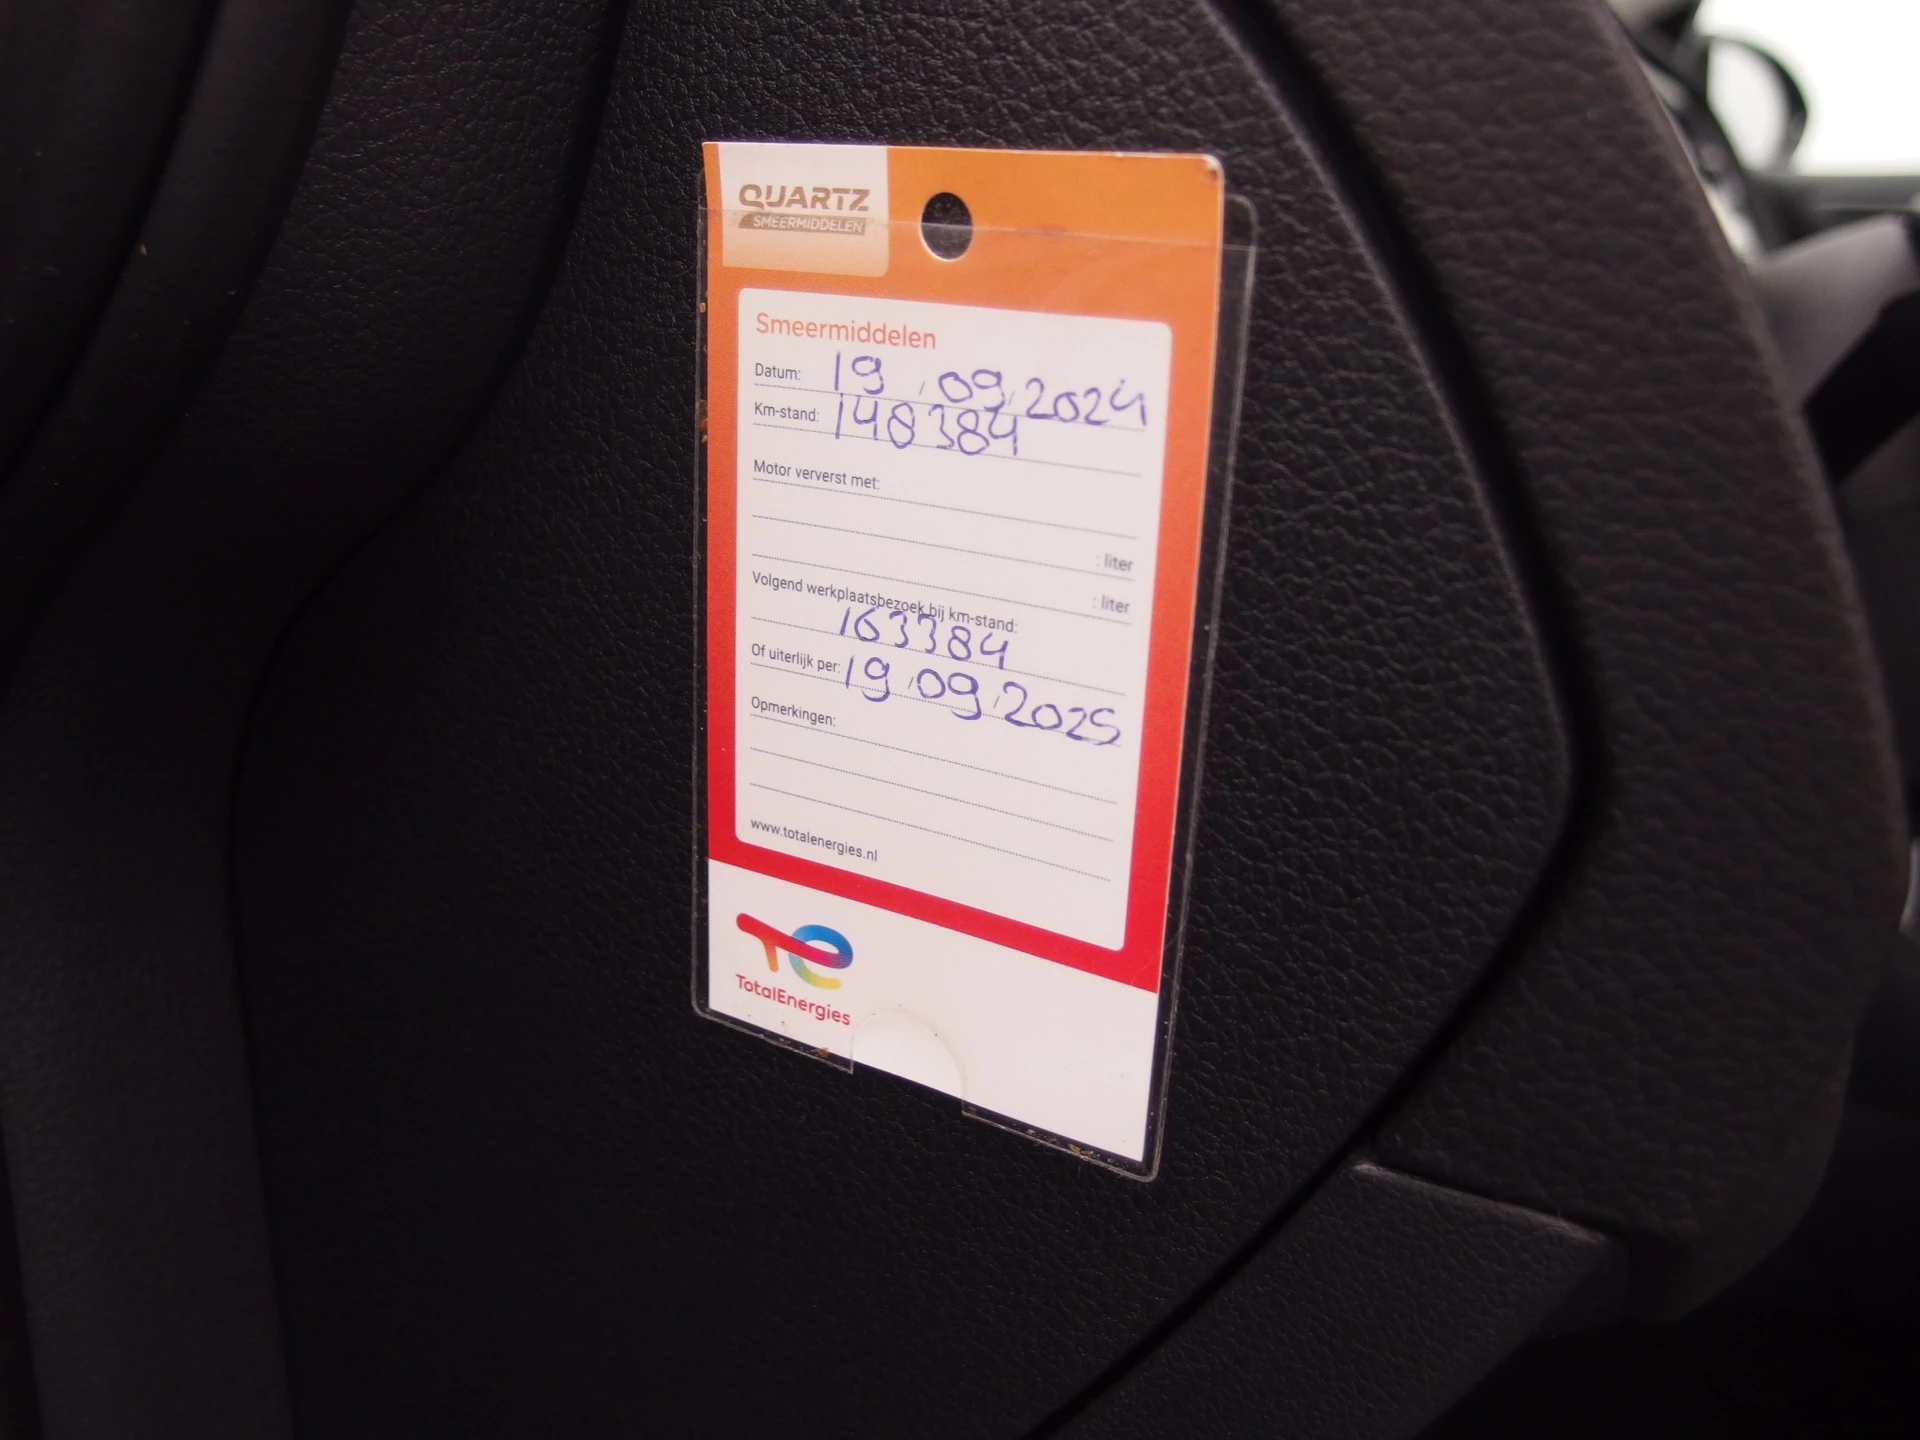 QUARTZ
SMEERMIDDELEN
Smeermiddelen
Datum: 19 / 09 / 2024
Km-stand: 148384
Motor ververst met:
: liter
: liter
Volgend werkplaatsbezoek bij km-stand:
163384
Of uiterlijk per: 19 / 09 / 2025
Opmerkingen:
www.totalenergies.nl
TotalEnergies